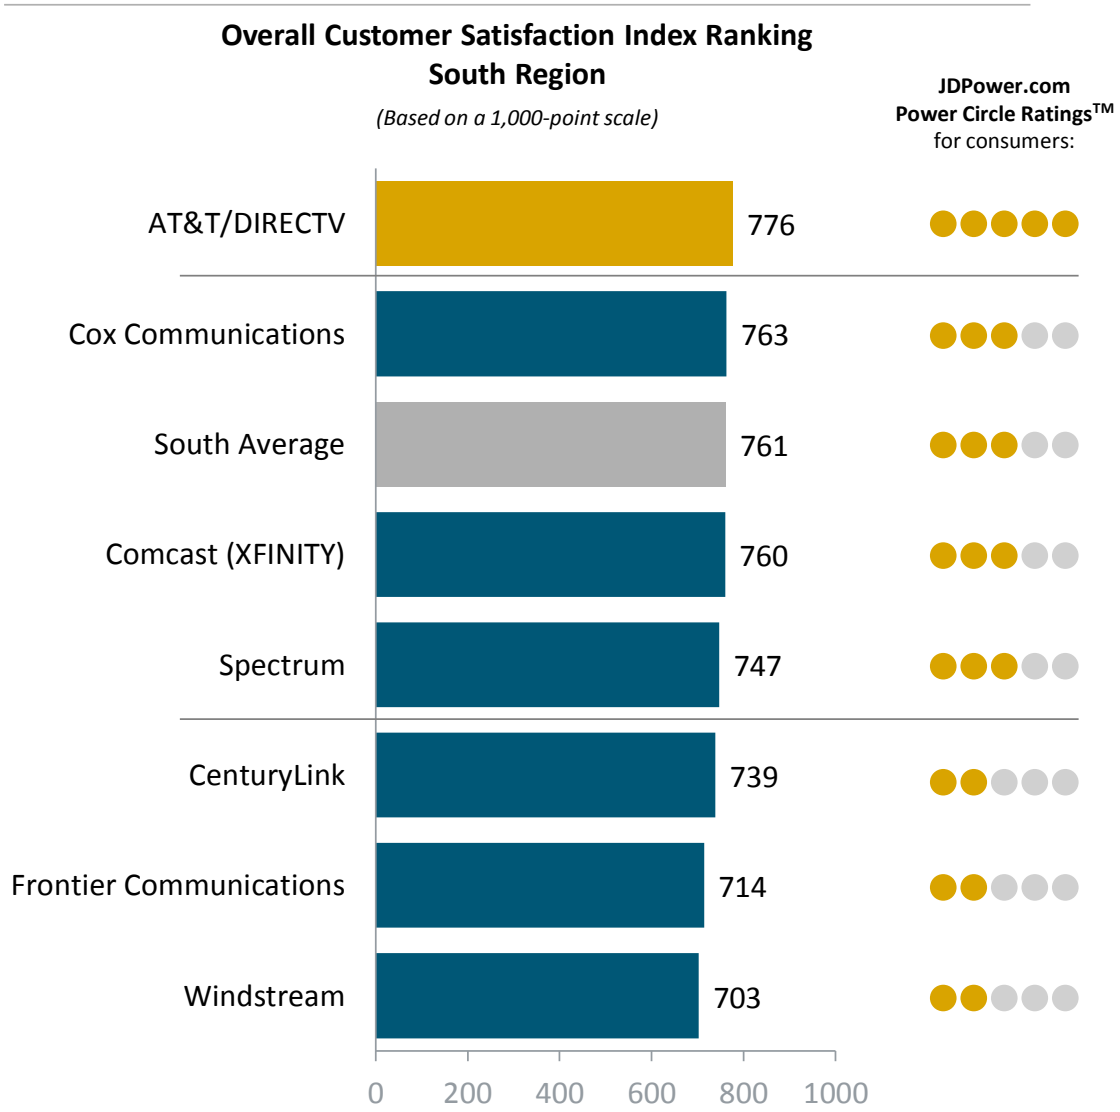 Overall Customer Satisfaction Index Ranking
South Region
(Based on a 1,000-point scale)
JDPower.com
Power Circle Ratings™
for consumers:
AT&T/DIRECTV 776
Cox Communications 763
South Average 761
Comcast (XFINITY) 760
Spectrum 747
CenturyLink 739
Frontier Communications 714
Windstream 703
0 200 400 600 800 1000